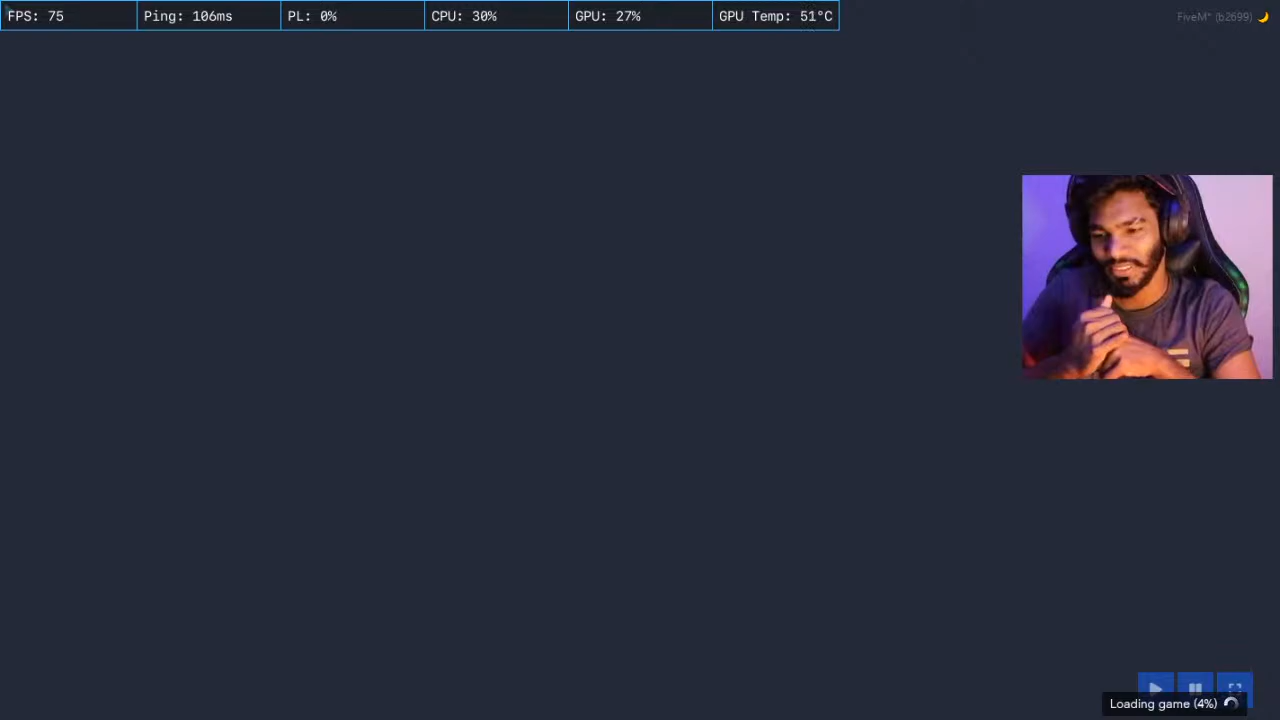 FPS: 75 Ping: 106ms PL: 0% CPU: 30% GPU: 27% GPU Temp: 51°C
FiveM* (b2699)
Loading game (4%)